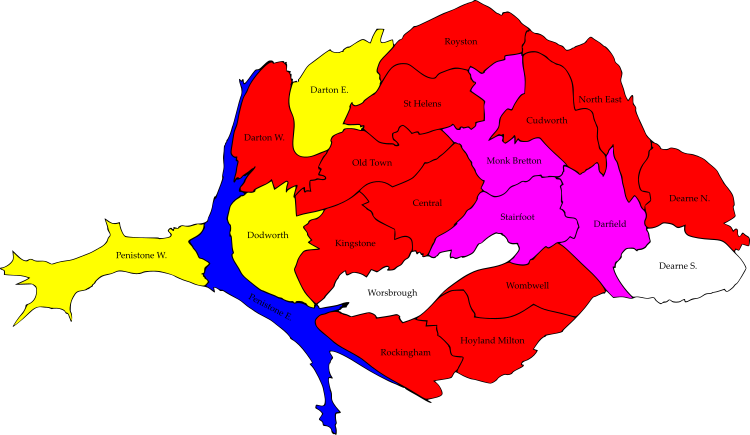 Royston
Darton E.
St Helens
North East
Cudworth
Darton W.
Old Town
Monk Bretton
Dearne N.
Central
Stairfoot
Darfield
Dodworth
Kingstone
Penistone W.
Dearne S.
Worsbrough
Wombwell
Penistone E.
Hoyland Milton
Rockingham